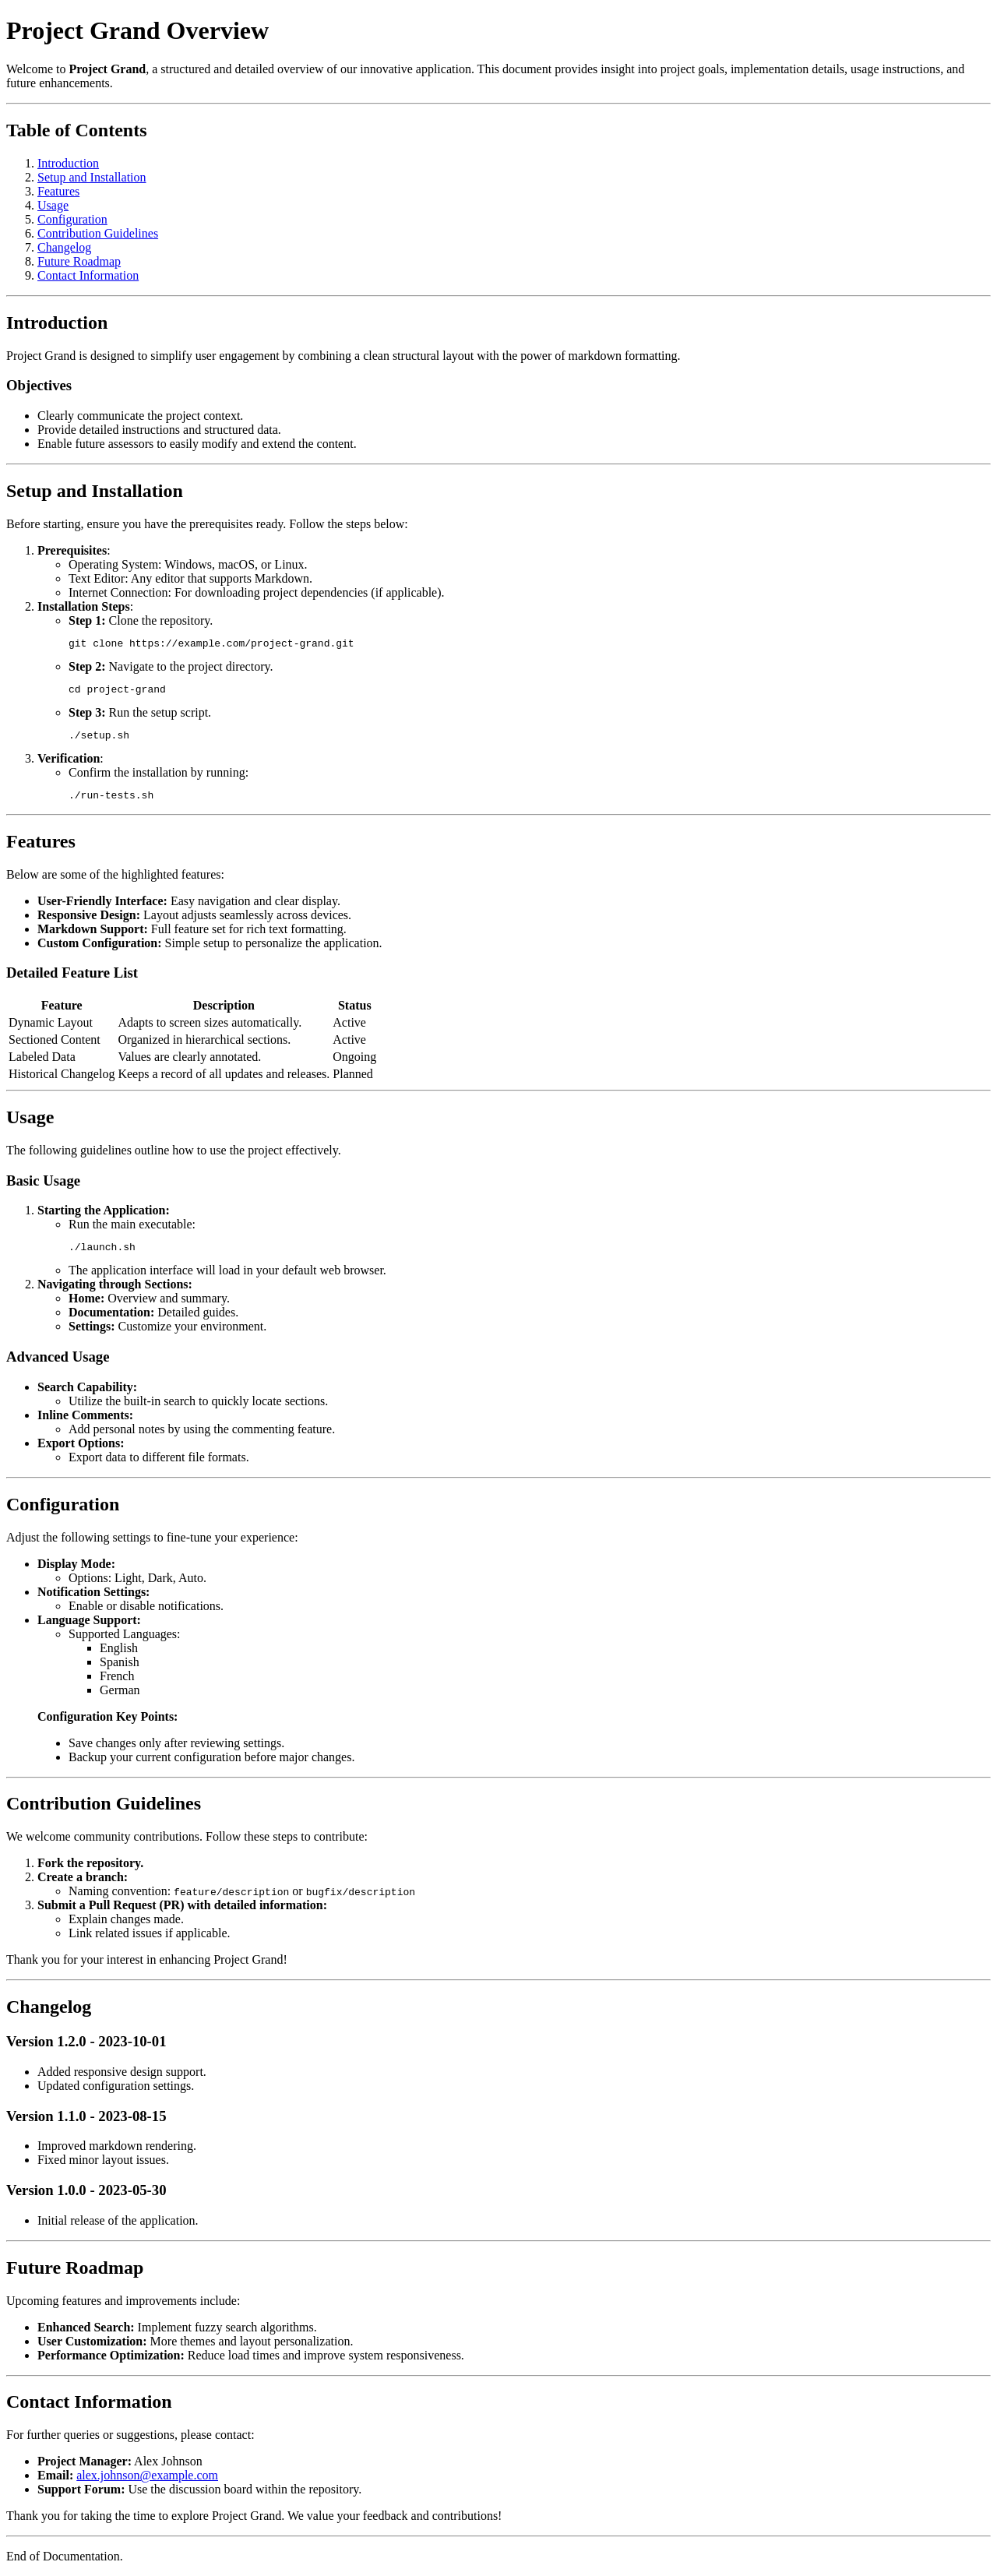 Project Grand Overview
Welcome to Project Grand, a structured and detailed overview of our innovative application. This document provides insight into project goals, implementation details, usage instructions, and
future enhancements.
Table of Contents
1. Introduction
2. Setup and Installation
3. Features
4. Usage
5. Configuration
6. Contribution Guidelines
7. Changelog
8. Future Roadmap
9. Contact Information
Introduction
Project Grand is designed to simplify user engagement by combining a clean structural layout with the power of markdown formatting.
Objectives
• Clearly communicate the project context.
• Provide detailed instructions and structured data.
• Enable future assessors to easily modify and extend the content.
Setup and Installation
Before starting, ensure you have the prerequisites ready. Follow the steps below:
1. Prerequisites:
◦ Operating System: Windows, macOS, or Linux.
◦ Text Editor: Any editor that supports Markdown.
◦ Internet Connection: For downloading project dependencies (if applicable).
2. Installation Steps:
◦ Step 1: Clone the repository.
git clone https://example.com/project-grand.git
◦ Step 2: Navigate to the project directory.
cd project-grand
◦ Step 3: Run the setup script.
./setup.sh
3. Verification:
◦ Confirm the installation by running:
./run-tests.sh
Features
Below are some of the highlighted features:
• User-Friendly Interface: Easy navigation and clear display.
• Responsive Design: Layout adjusts seamlessly across devices.
• Markdown Support: Full feature set for rich text formatting.
• Custom Configuration: Simple setup to personalize the application.
Detailed Feature List
Feature Description Status
Dynamic Layout Adapts to screen sizes automatically. Active
Sectioned Content Organized in hierarchical sections. Active
Labeled Data Values are clearly annotated. Ongoing
Historical Changelog Keeps a record of all updates and releases. Planned
Usage
The following guidelines outline how to use the project effectively.
Basic Usage
1. Starting the Application:
◦ Run the main executable:
./launch.sh
◦ The application interface will load in your default web browser.
2. Navigating through Sections:
◦ Home: Overview and summary.
◦ Documentation: Detailed guides.
◦ Settings: Customize your environment.
Advanced Usage
• Search Capability:
◦ Utilize the built-in search to quickly locate sections.
• Inline Comments:
◦ Add personal notes by using the commenting feature.
• Export Options:
◦ Export data to different file formats.
Configuration
Adjust the following settings to fine-tune your experience:
• Display Mode:
◦ Options: Light, Dark, Auto.
• Notification Settings:
◦ Enable or disable notifications.
• Language Support:
◦ Supported Languages:
▪ English
▪ Spanish
▪ French
▪ German
Configuration Key Points:
• Save changes only after reviewing settings.
• Backup your current configuration before major changes.
Contribution Guidelines
We welcome community contributions. Follow these steps to contribute:
1. Fork the repository.
2. Create a branch:
◦ Naming convention: feature/description or bugfix/description
3. Submit a Pull Request (PR) with detailed information:
◦ Explain changes made.
◦ Link related issues if applicable.
Thank you for your interest in enhancing Project Grand!
Changelog
Version 1.2.0 - 2023-10-01
• Added responsive design support.
• Updated configuration settings.
Version 1.1.0 - 2023-08-15
• Improved markdown rendering.
• Fixed minor layout issues.
Version 1.0.0 - 2023-05-30
• Initial release of the application.
Future Roadmap
Upcoming features and improvements include:
• Enhanced Search: Implement fuzzy search algorithms.
• User Customization: More themes and layout personalization.
• Performance Optimization: Reduce load times and improve system responsiveness.
Contact Information
For further queries or suggestions, please contact:
• Project Manager: Alex Johnson
• Email: alex.johnson@example.com
• Support Forum: Use the discussion board within the repository.
Thank you for taking the time to explore Project Grand. We value your feedback and contributions!
End of Documentation.